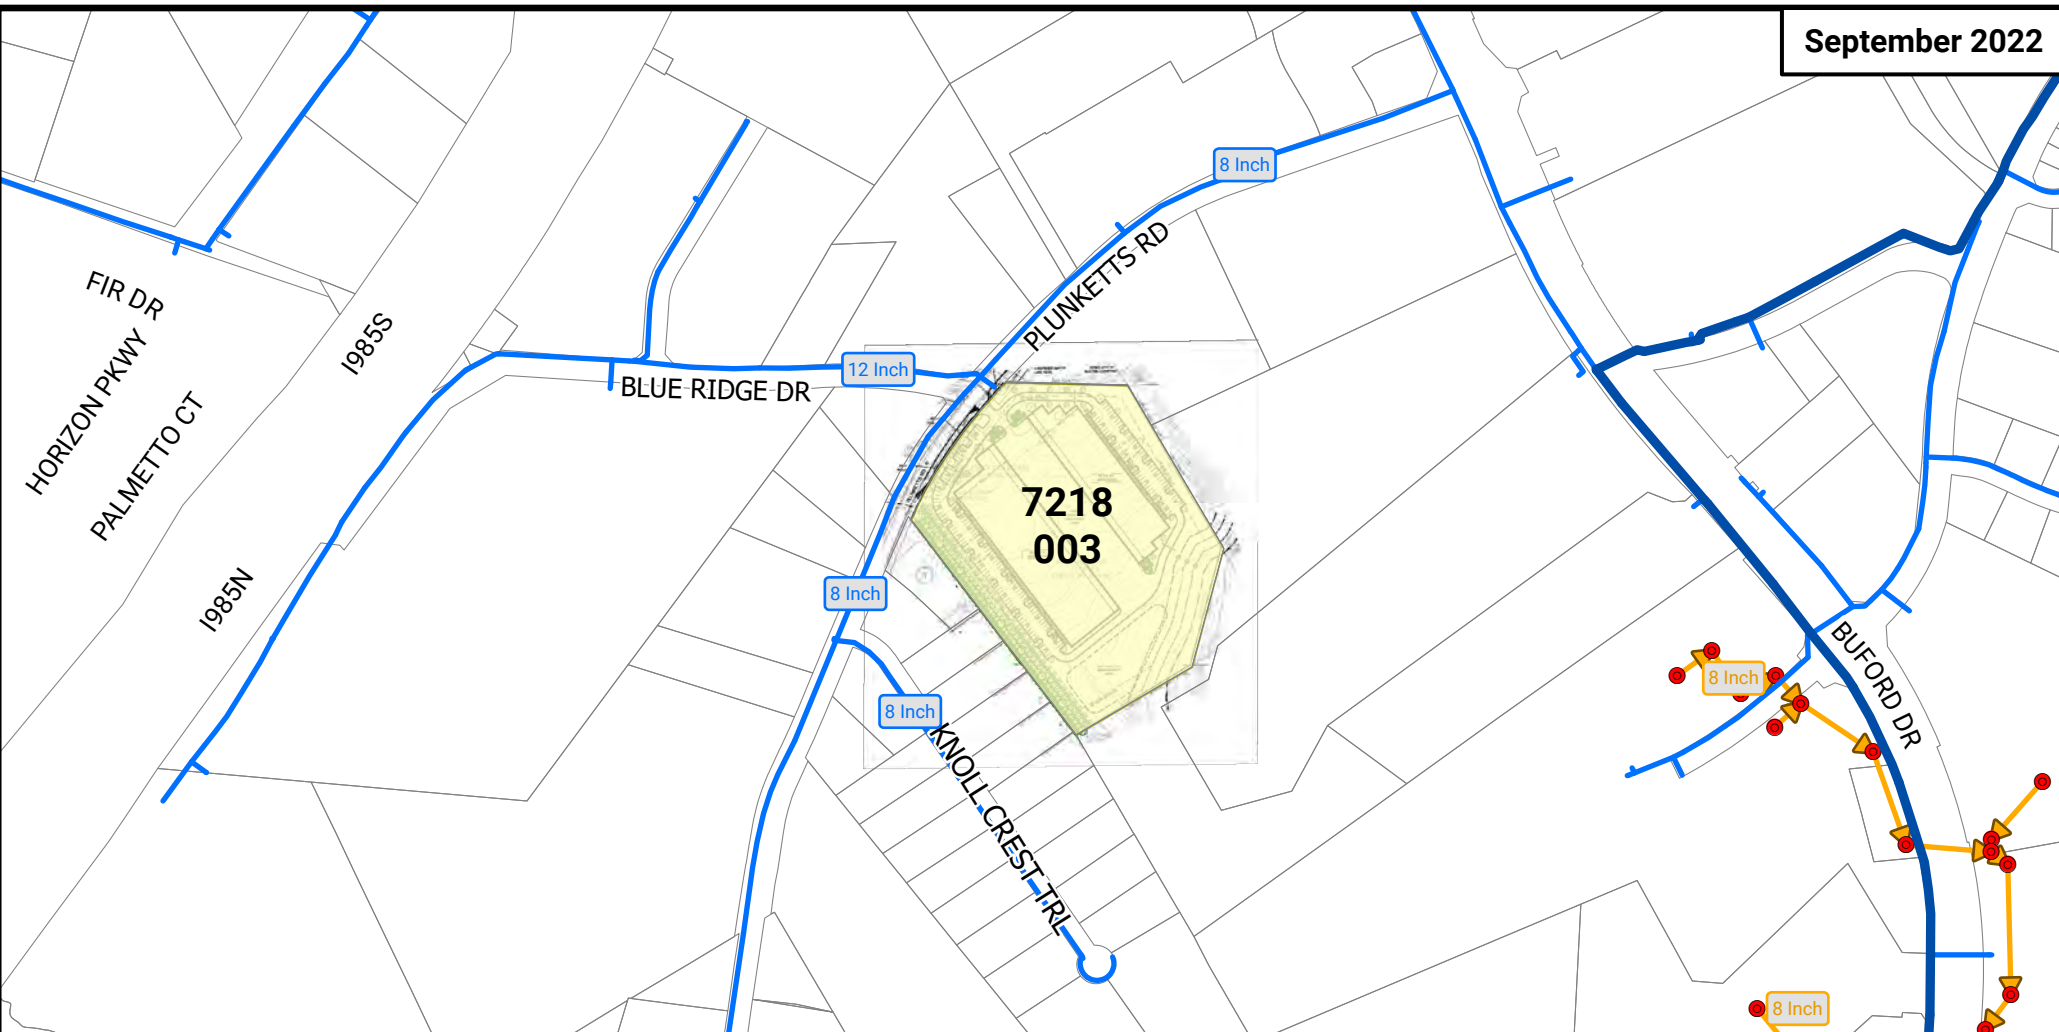 September 2022
8 Inch
PLUNKETTS RD
FIR DR
I985S
HORIZON PKWY
12 Inch
BLUE RIDGE DR
PALMETTO CT
7218
003
I985N
8 Inch
BUFORD DR
8 Inch
8 Inch
KNOLL CREST TRL
8 Inch